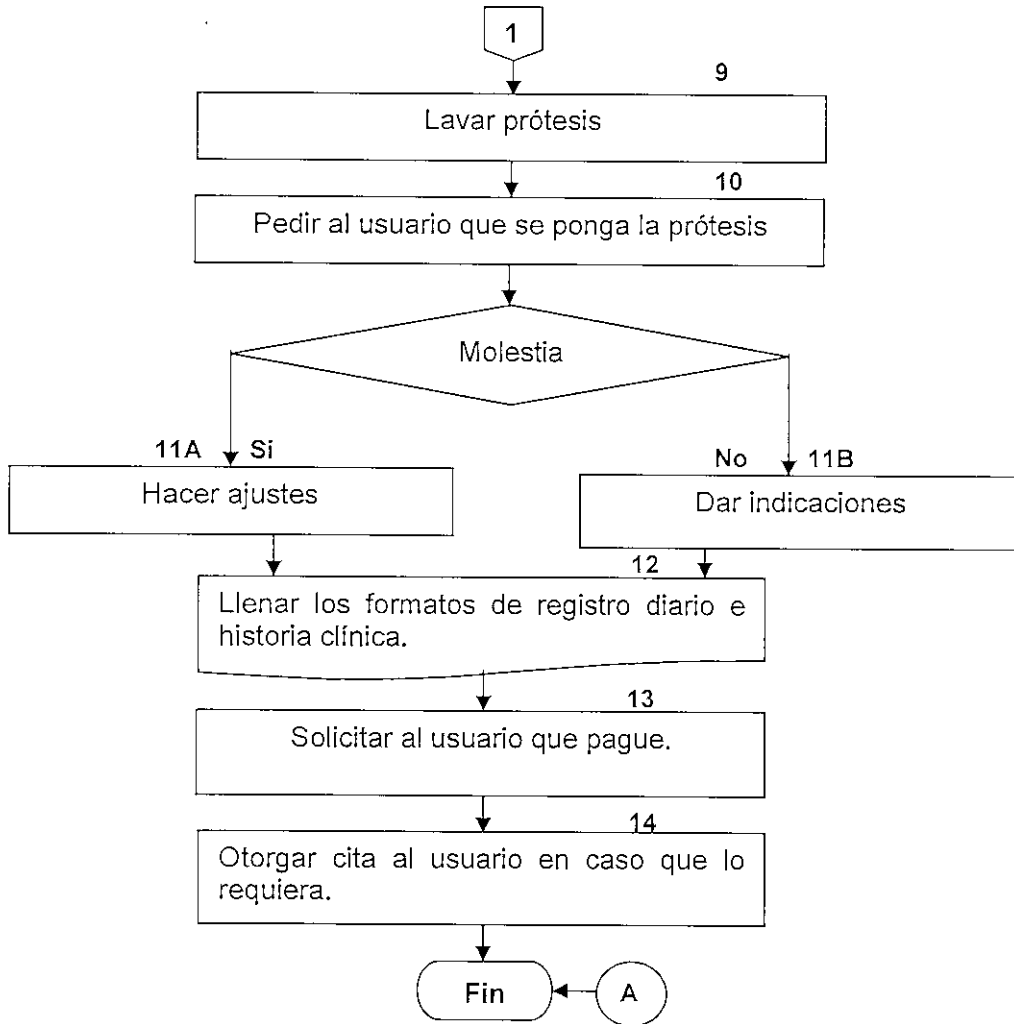 1
9
Lavar prótesis
10
Pedir al usuario que se ponga la prótesis
Molestia
11A Si
Hacer ajustes
No 11B
Dar indicaciones
12
Llenar los formatos de registro diario e
historia clínica.
13
Solicitar al usuario que pague.
14
Otorgar cita al usuario en caso que lo
requiera.
Fin
A